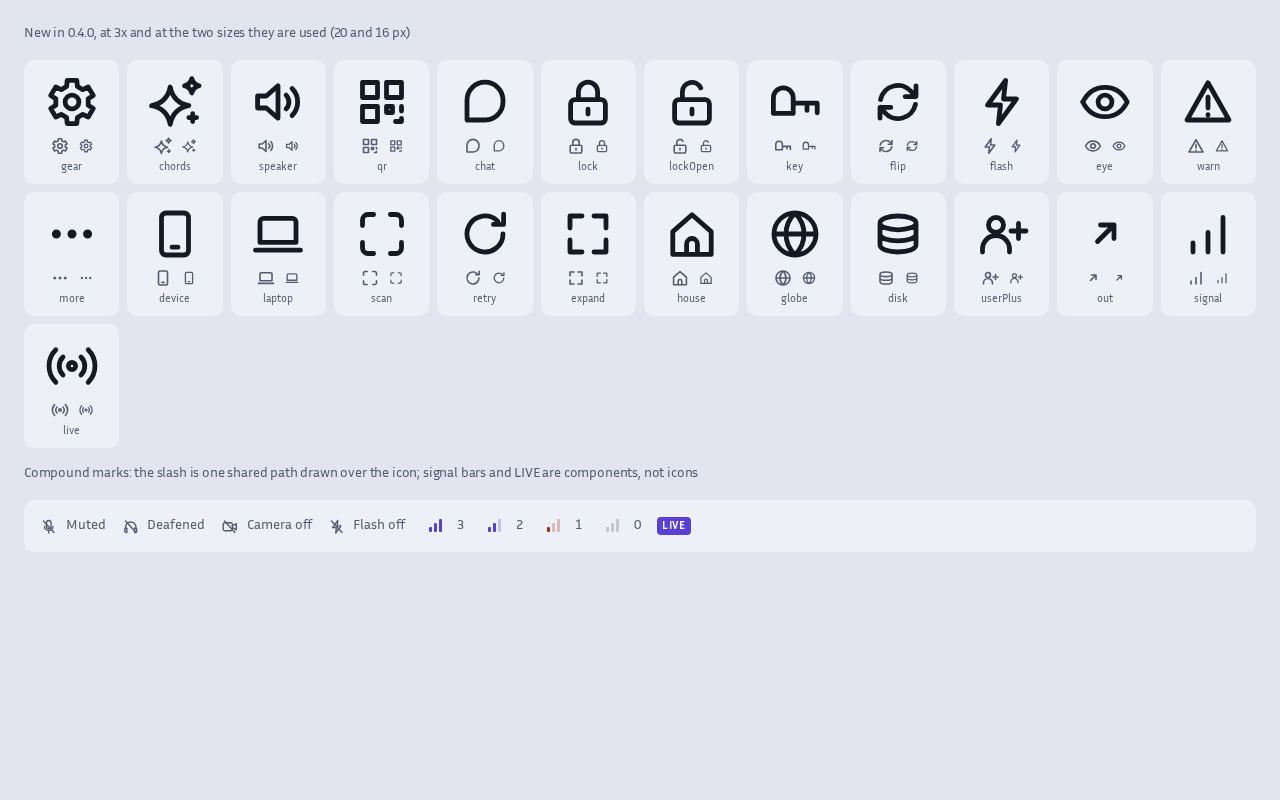 New in 0.4.0, at 3x and at the two sizes they are used (20 and 16 px)
gear chords speaker qr chat lock lockOpen key flip flash eye warn
more device laptop scan retry expand house globe disk userPlus out signal
live
Compound marks: the slash is one shared path drawn over the icon; signal bars and LIVE are components, not icons
Muted Deafened Camera off Flash off 3 2 1 0 LIVE